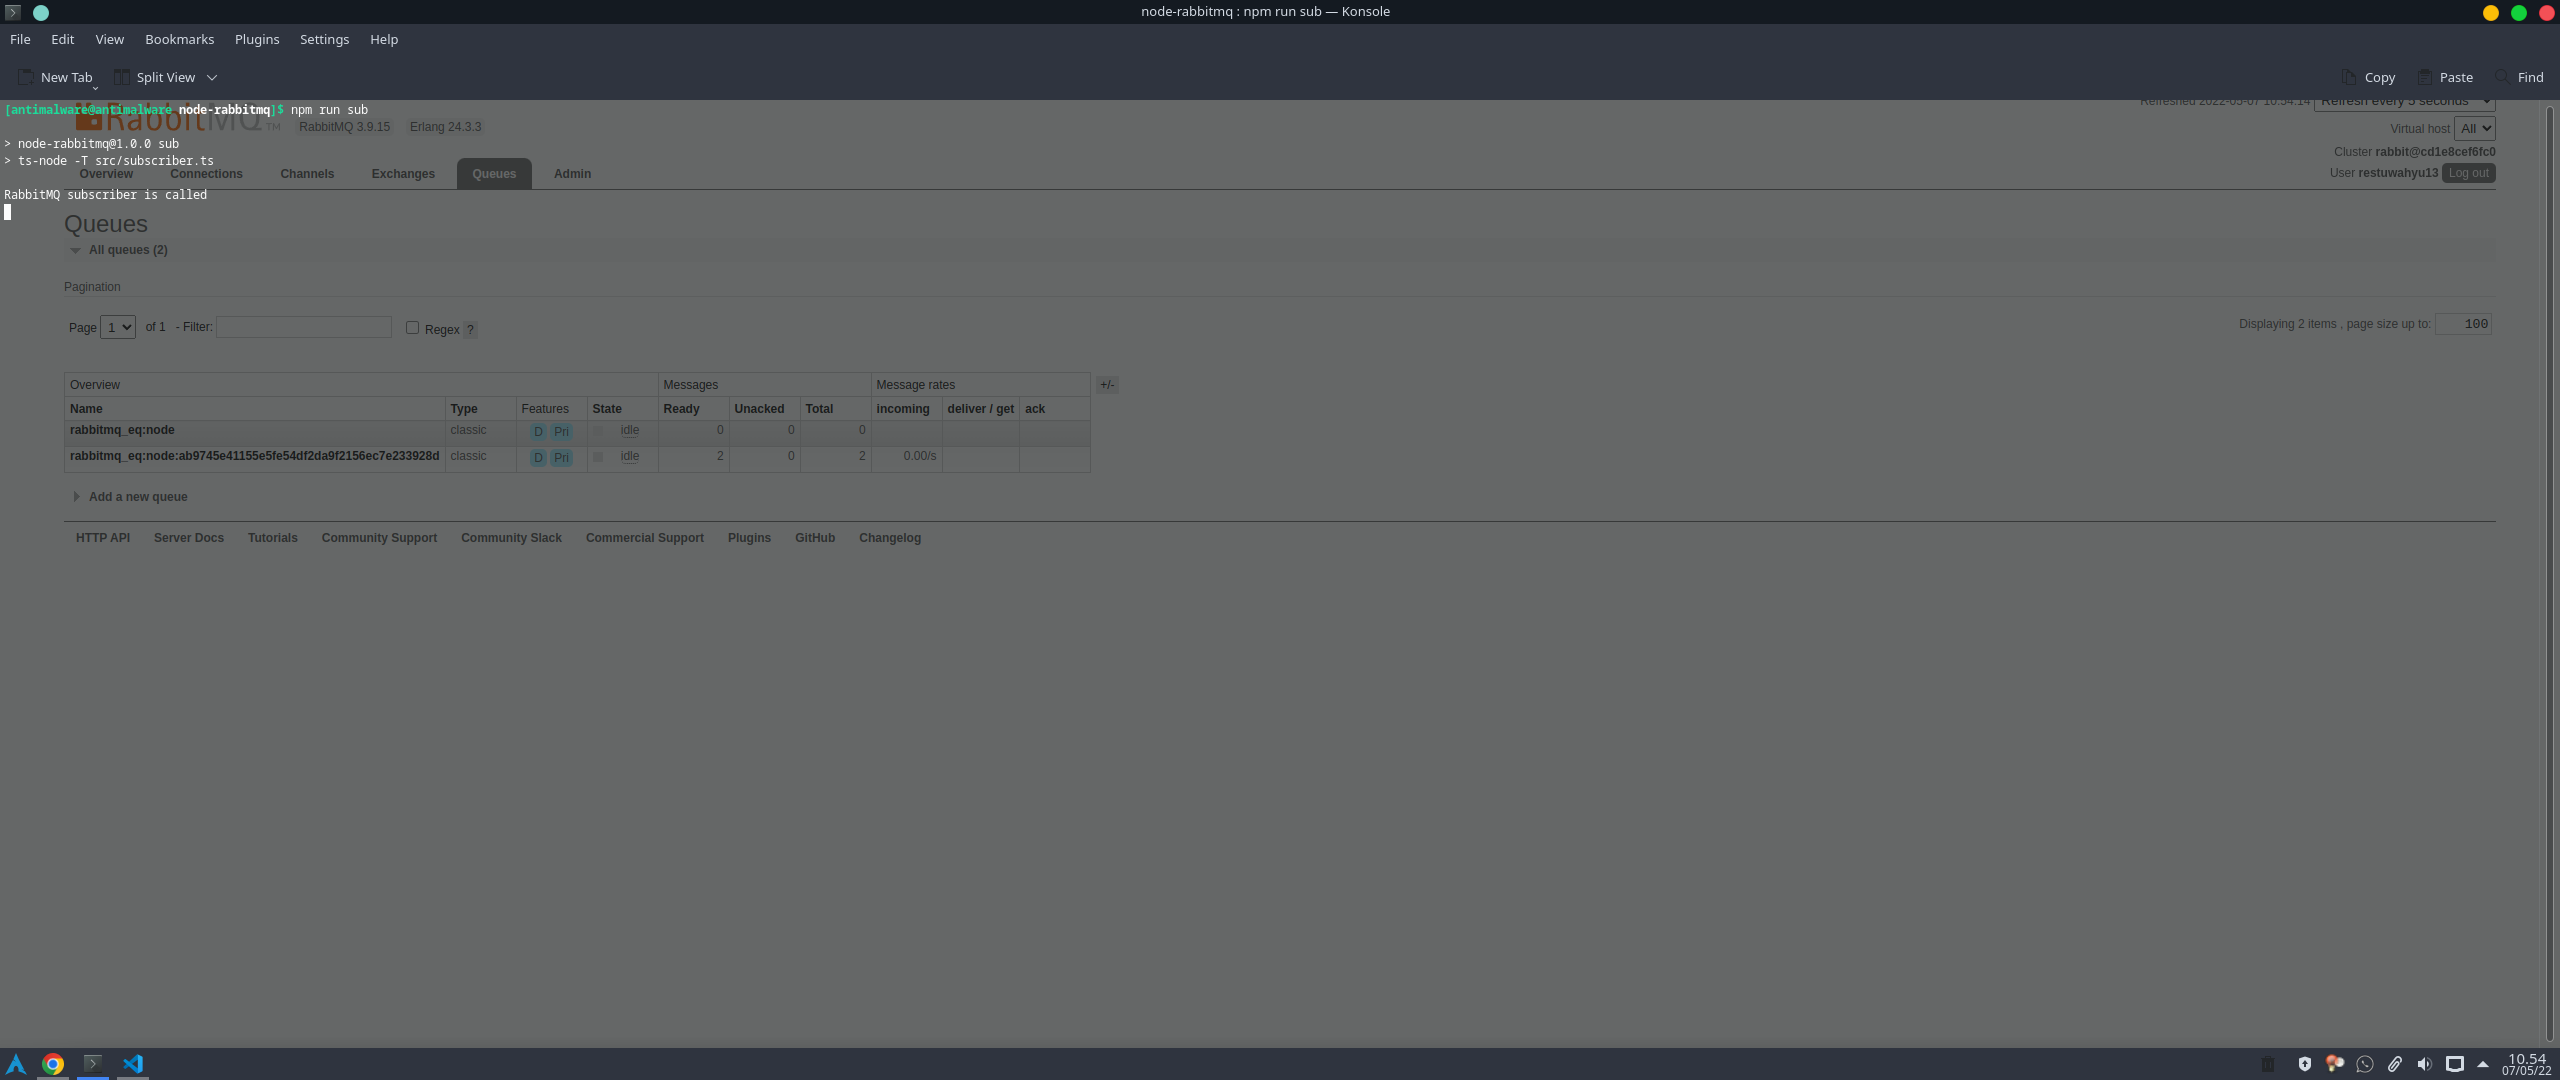 node-rabbitmq : npm run sub — Konsole
File Edit View Bookmarks Plugins Settings Help
New Tab Split View Copy Paste Find
[antimalware@antimalware node-rabbitmq]$ npm run sub
> node-rabbitmq@1.0.0 sub
> ts-node -T src/subscriber.ts
RabbitMQ subscriber is called
RabbitMQ TM RabbitMQ 3.9.15 Erlang 24.3.3
Refreshed 2022-05-07 10:54:14 Refresh every 5 seconds
Virtual host All
Cluster rabbit@cd1e8cef6fc0
User restuwahyu13 Log out
Overview Connections Channels Exchanges Queues Admin
Queues
All queues (2)
Pagination
Page 1 of 1 - Filter: Regex ? Displaying 2 items , page size up to: 100
Overview Messages Message rates +/-
Name Type Features State Ready Unacked Total incoming deliver / get ack
rabbitmq_eq:node classic D Pri idle 0 0 0
rabbitmq_eq:node:ab9745e41155e5fe54df2da9f2156ec7e233928d classic D Pri idle 2 0 2 0.00/s
Add a new queue
HTTP API Server Docs Tutorials Community Support Community Slack Commercial Support Plugins GitHub Changelog
10.54
07/05/22